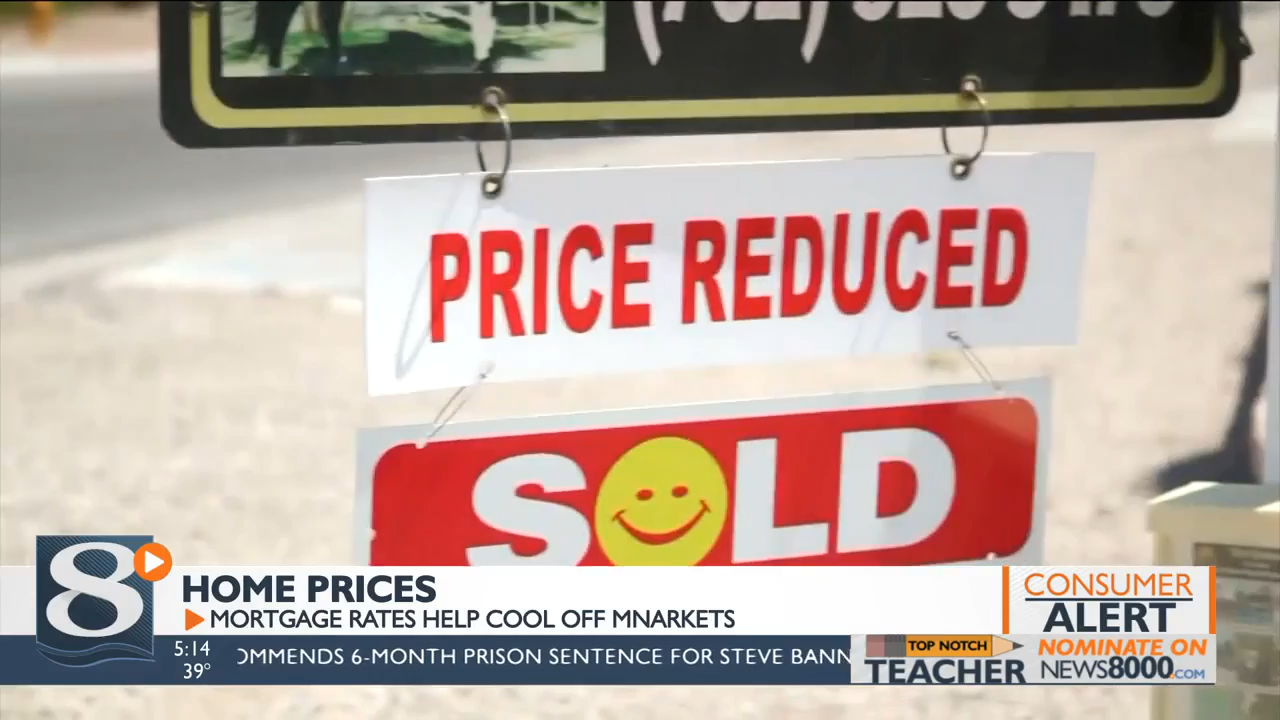 PRICE REDUCED
SOLD
8
HOME PRICES
MORTGAGE RATES HELP COOL OFF MNARKETS
CONSUMER
ALERT
5:14
39°
OMMENDS 6-MONTH PRISON SENTENCE FOR STEVE BANN
TOP NOTCH
TEACHER
NOMINATE ON
NEWS8000.COM